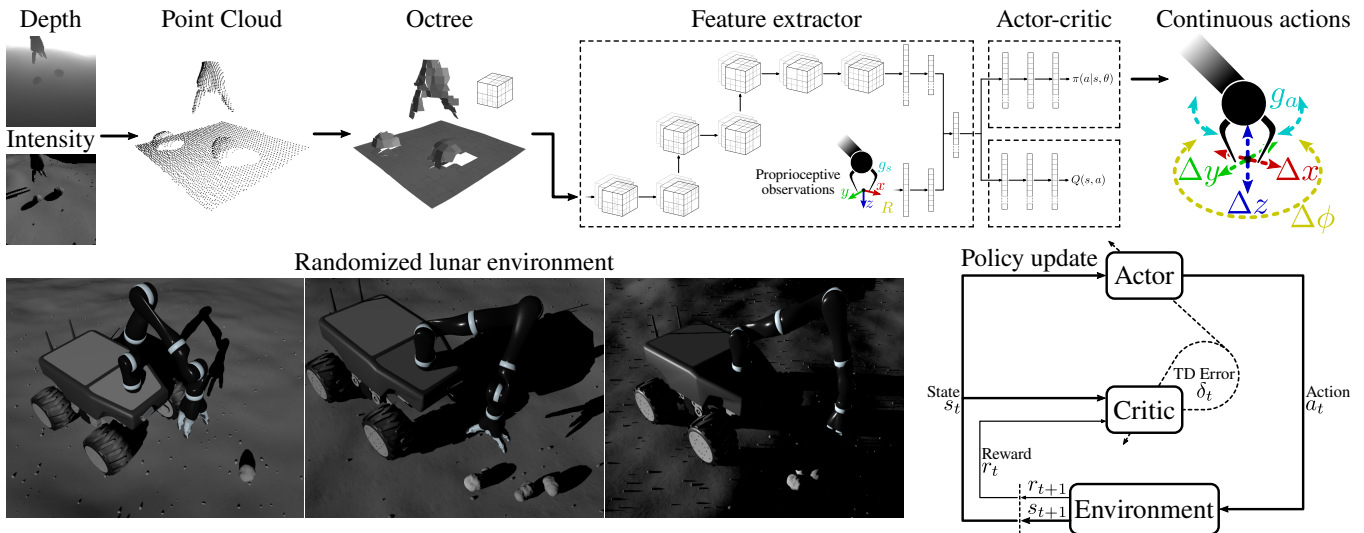 Depth
Point Cloud
Octree
Feature extractor
Actor-critic
Continuous actions
Intensity
π(a|s, θ)
Q(s, a)
Proprioceptive
observations
g_s
x
y
z
R
g_a
Δx
Δy
Δz
Δϕ
Randomized lunar environment
Policy update
Actor
TD Error
δ_t
State
s_t
Critic
Action
a_t
Reward
r_t
r_{t+1}
s_{t+1}
Environment